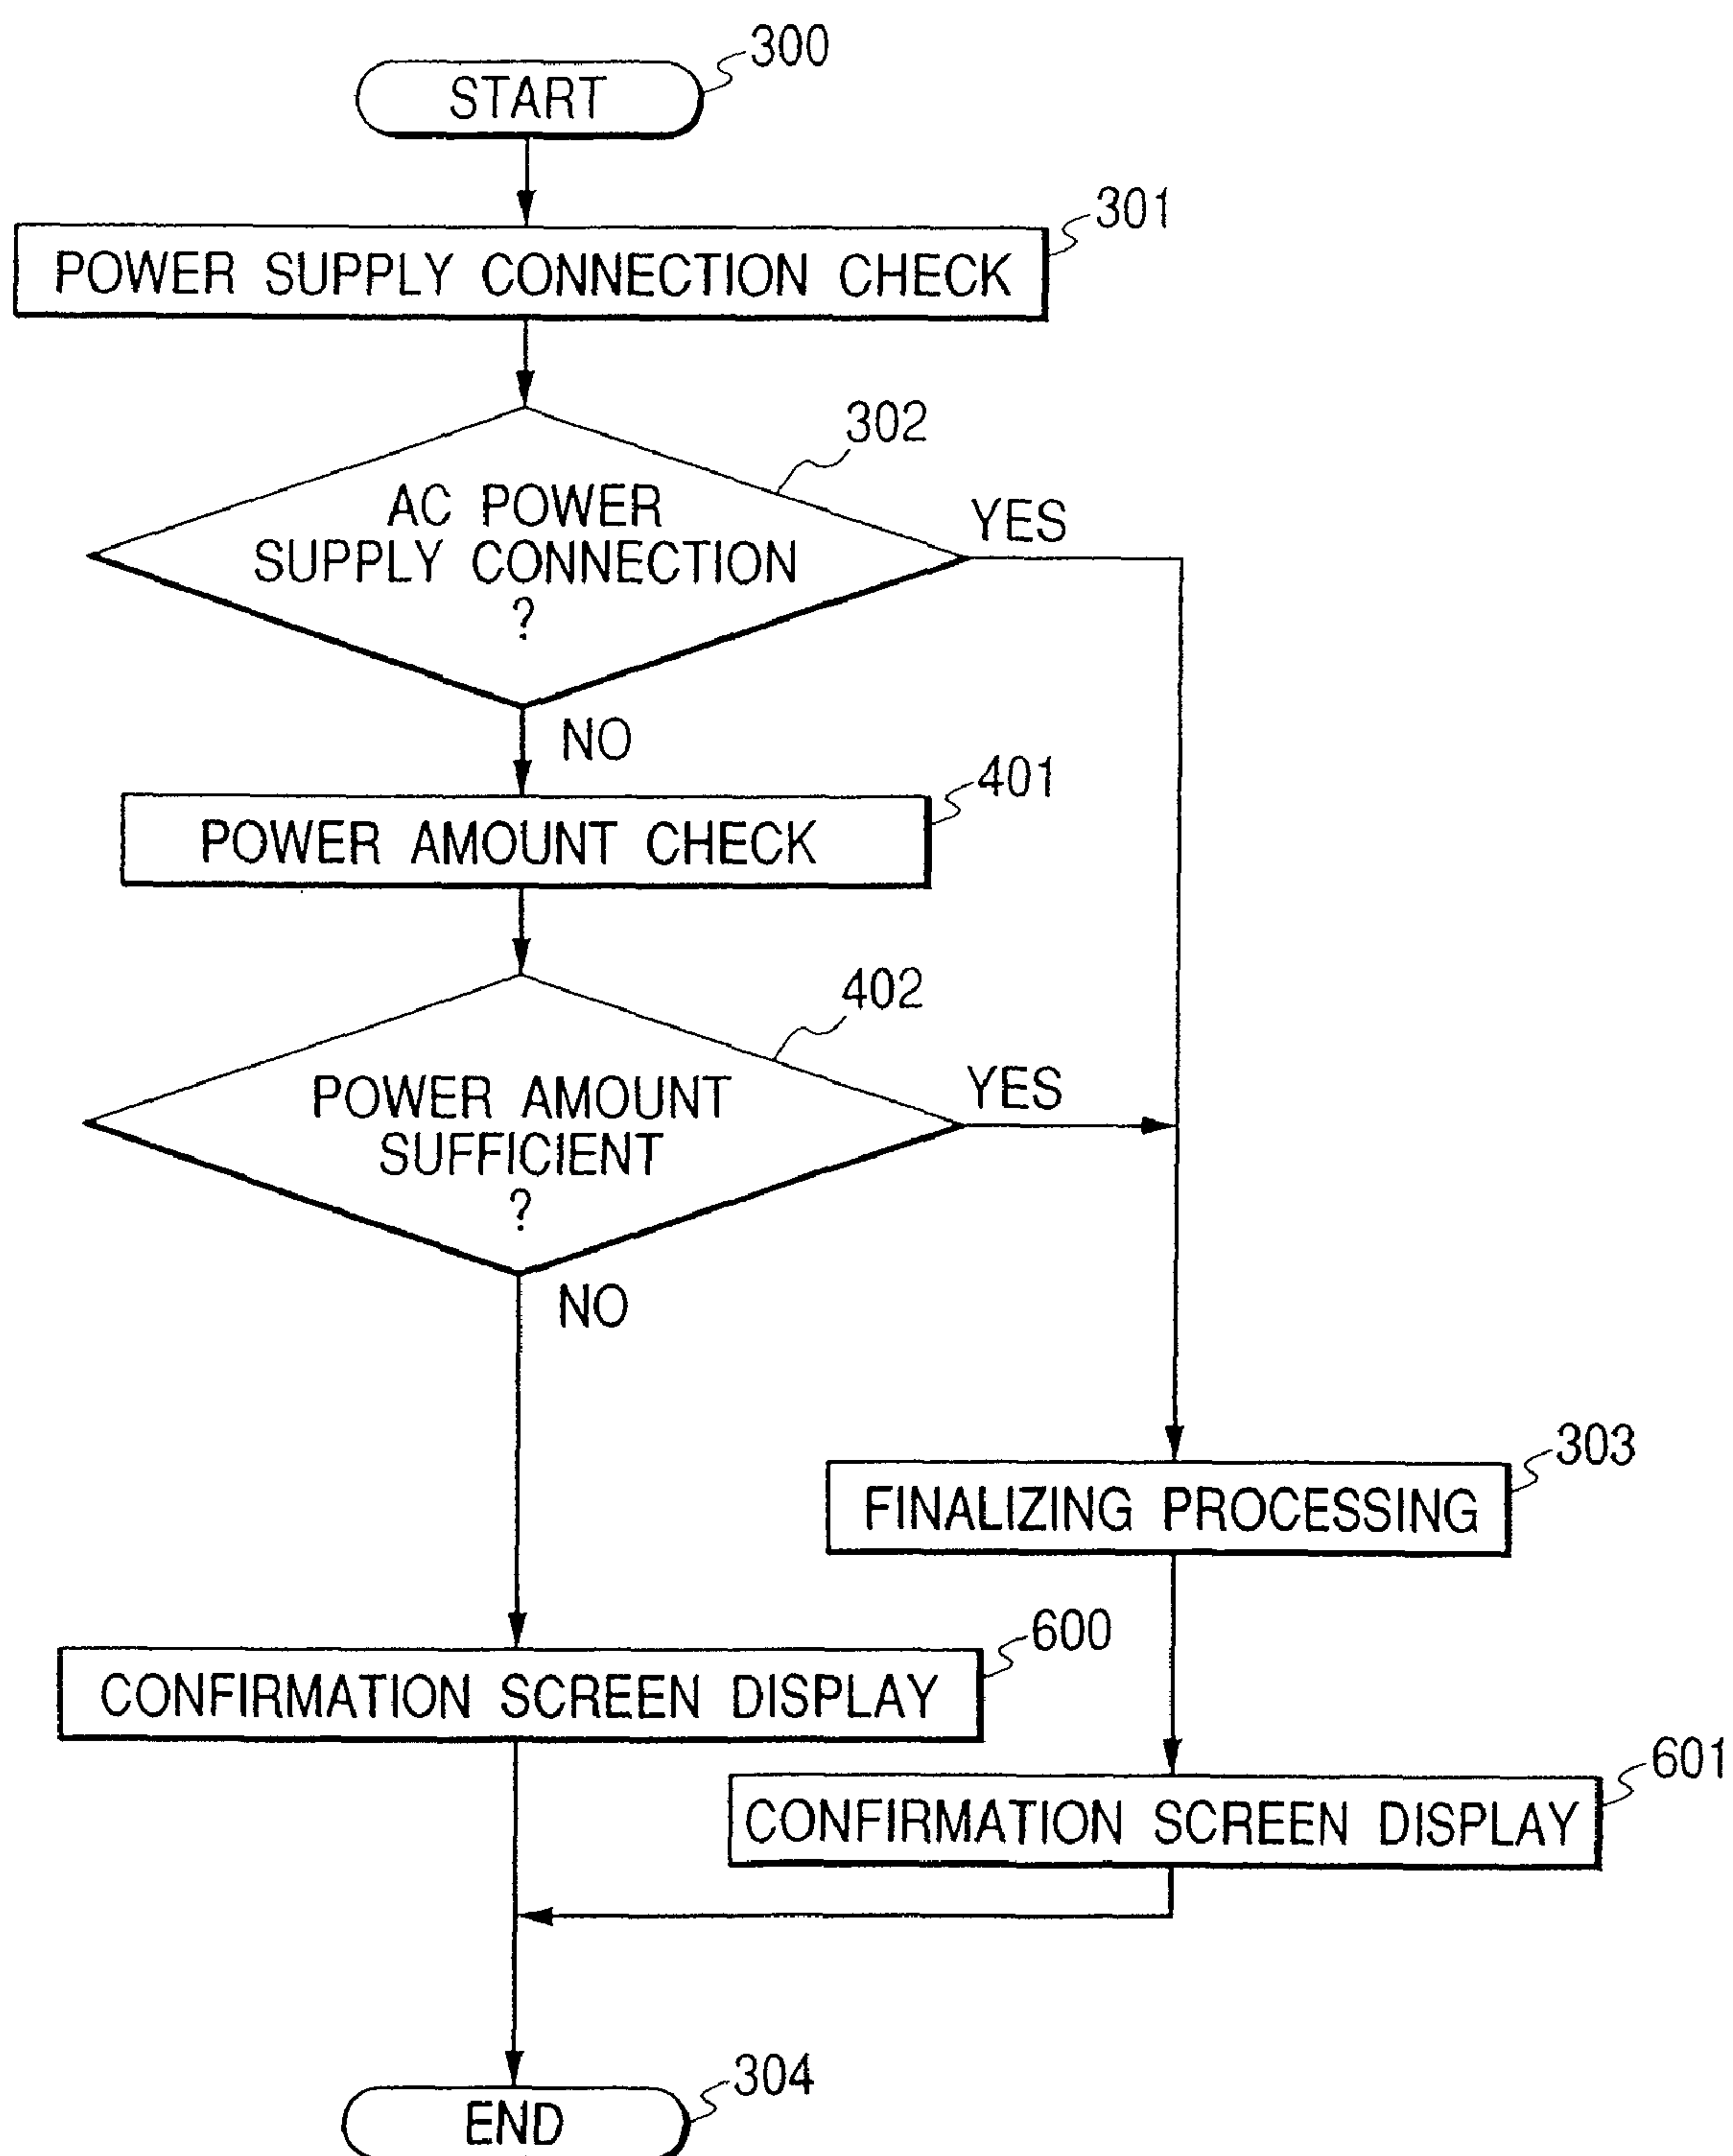 300
START
301
POWER SUPPLY CONNECTION CHECK
302
AC POWER
SUPPLY CONNECTION
?
YES
NO
401
POWER AMOUNT CHECK
402
POWER AMOUNT
SUFFICIENT
?
YES
NO
303
FINALIZING PROCESSING
600
CONFIRMATION SCREEN DISPLAY
601
CONFIRMATION SCREEN DISPLAY
304
END